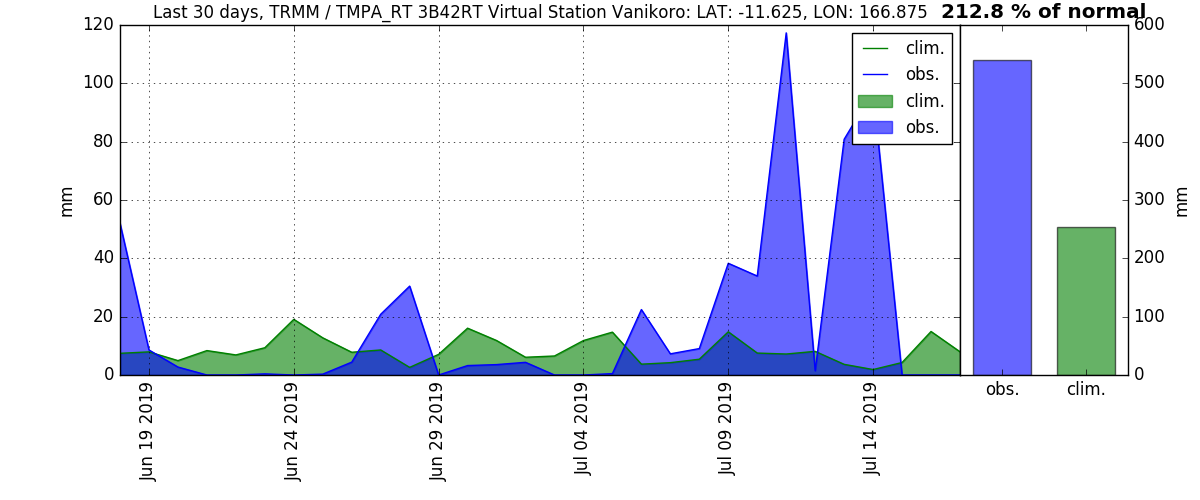 Last 30 days, TRMM / TMPA_RT 3B42RT Virtual Station Vanikoro: LAT: -11.625, LON: 166.875 212.8 % of normal
120
100
80
60
40
20
0
mm
clim.
obs.
clim.
obs.
Jun 19 2019
Jun 24 2019
Jun 29 2019
Jul 04 2019
Jul 09 2019
Jul 14 2019
600
500
400
300
200
100
0
mm
obs.
clim.